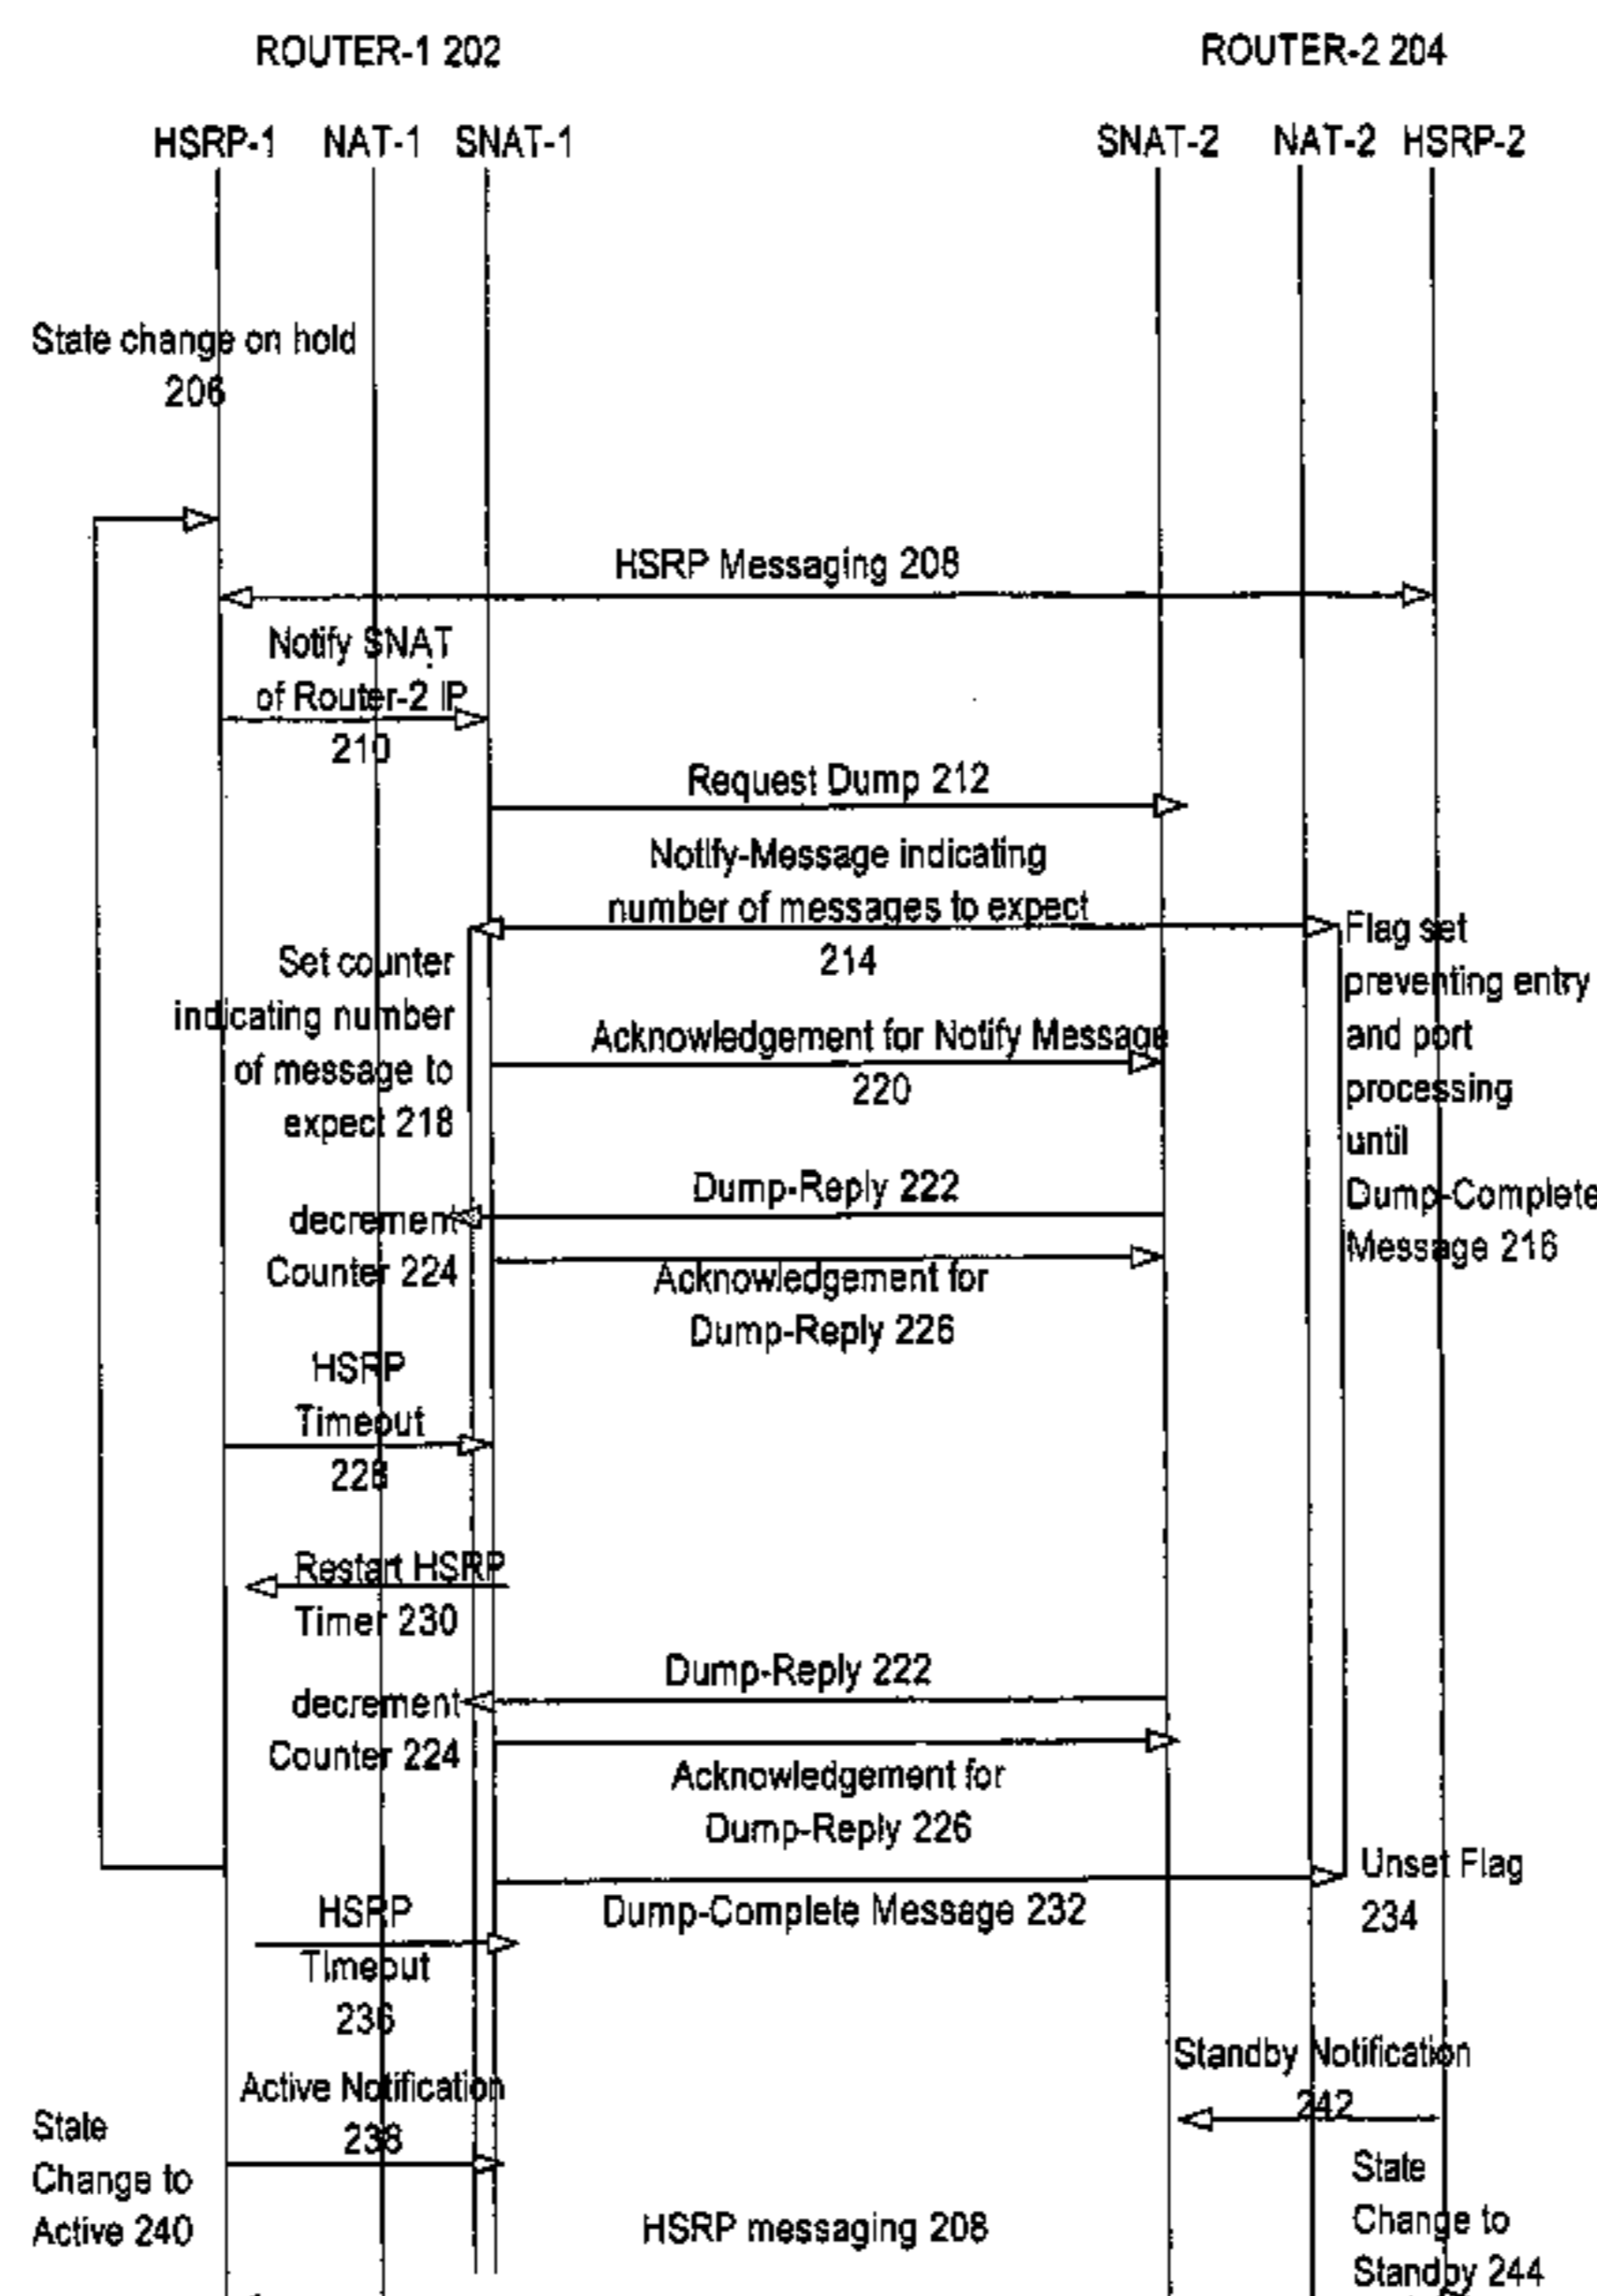 ROUTER-1 202
ROUTER-2 204
HSRP-1
NAT-1
SNAT-1
SNAT-2
NAT-2
HSRP-2
State change on hold
206
HSRP Messaging 208
Notify SNAT
of Router-2 IP
210
Request Dump 212
Notify-Message indicating
number of messages to expect
214
Flag set
preventing entry
and port
processing
until
Dump-Complete
Message 216
Set counter
indicating number
of message to
expect 218
Acknowledgement for Notify Message
220
Dump-Reply 222
decrement
Counter 224
Acknowledgement for
Dump-Reply 226
HSRP
Timeout
228
Restart HSRP
Timer 230
Dump-Reply 222
decrement
Counter 224
Acknowledgement for
Dump-Reply 226
Unset Flag
234
Dump-Complete Message 232
HSRP
Timeout
236
Standby Notification
242
Active Notification
238
State
Change to
Active 240
State
Change to
Standby 244
HSRP messaging 208